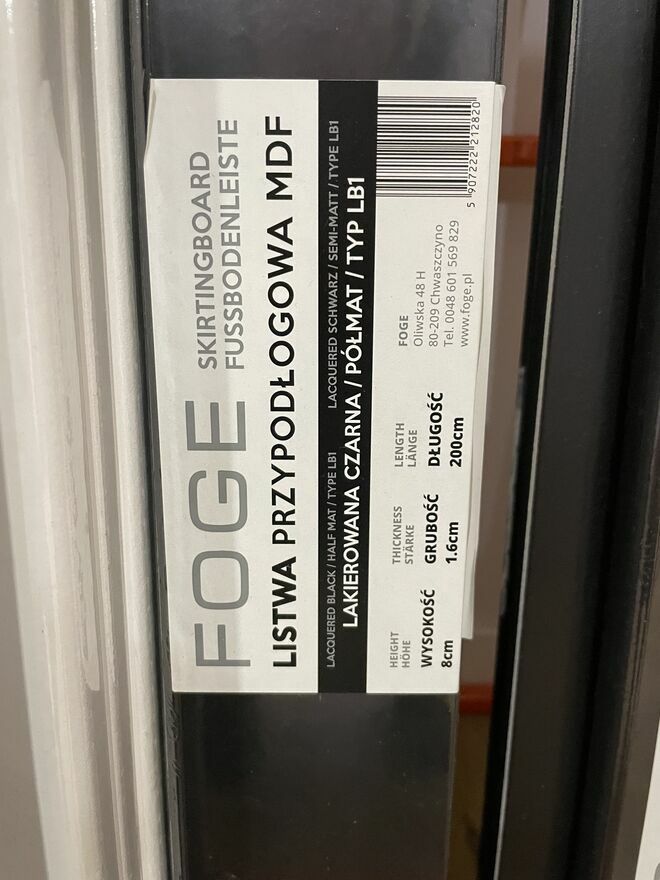 FOGE
SKIRTINGBOARD
FUSSBODENLEISTE
LISTWA PRZYPODŁOGOWA MDF
LACQUERED BLACK / HALF MAT / TYPE LB1
LACQUERED SCHWARZ / SEMI-MATT / TYPE LB1
LAKIEROWANA CZARNA / PÓŁMAT / TYP LB1
HEIGHT
HÖHE
WYSOKOŚĆ
8cm
THICKNESS
STÄRKE
GRUBOŚĆ
1.6cm
LENGTH
LÄNGE
DŁUGOŚĆ
200cm
FOGE
Oliwska 48 H
80-209 Chwaszczyno
Tel. 0048 601 569 829
www.foge.pl
5 907222 212820